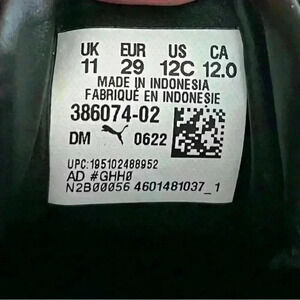 UK EUR US CA
11 29 12C 12.0
MADE IN INDONESIA
FABRIQUÉ EN INDONESIE
386074-02
DM 0622
UPC:195102488952
AD #GHH0
N2B00056 4601481037_1